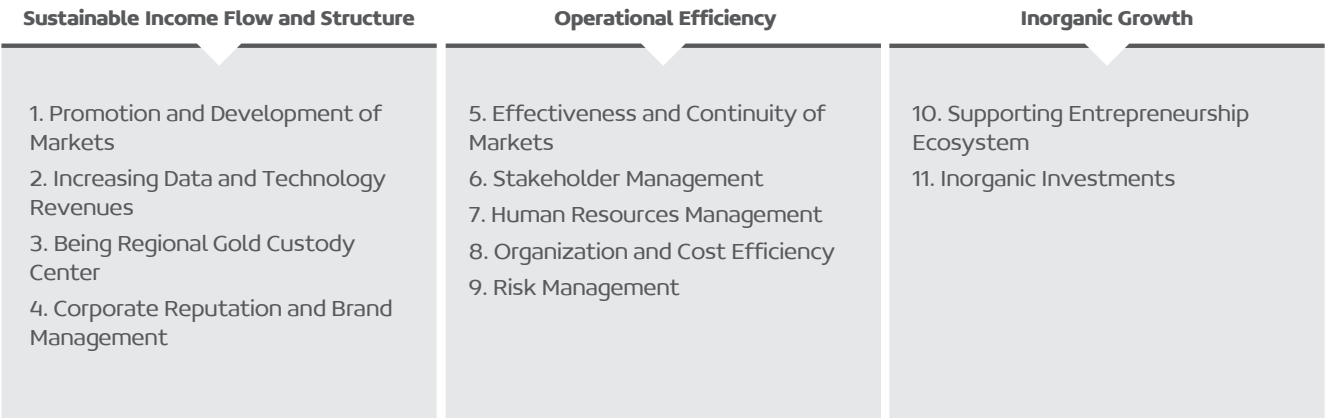 Sustainable Income Flow and Structure
1. Promotion and Development of
Markets
2. Increasing Data and Technology
Revenues
3. Being Regional Gold Custody
Center
4. Corporate Reputation and Brand
Management
Operational Efficiency
5. Effectiveness and Continuity of
Markets
6. Stakeholder Management
7. Human Resources Management
8. Organization and Cost Efficiency
9. Risk Management
Inorganic Growth
10. Supporting Entrepreneurship
Ecosystem
11. Inorganic Investments